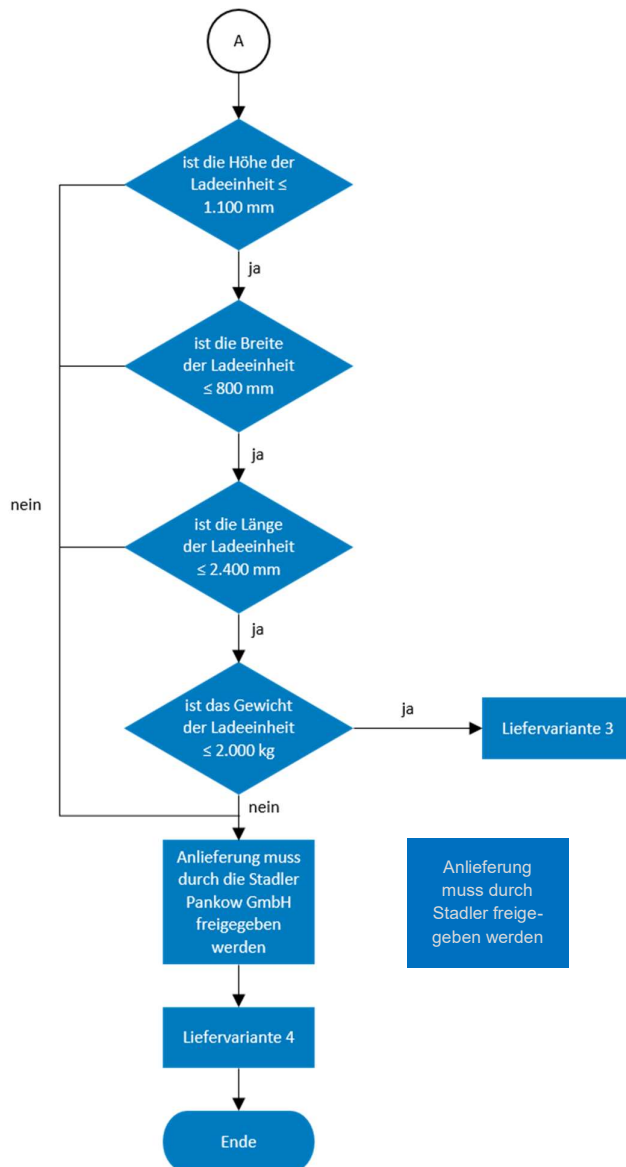 A
ist die Höhe der
Ladeeinheit ≤
1.100 mm
ja
ist die Breite
der Ladeeinheit
≤ 800 mm
ja
nein
ist die Länge
der Ladeeinheit
≤ 2.400 mm
ja
ist das Gewicht
der Ladeeinheit
≤ 2.000 kg
ja
Liefervariante 3
nein
Anlieferung muss
durch die Stadler
Pankow GmbH
freigegeben
werden
Anlieferung
muss durch
Stadler freige-
geben werden
Liefervariante 4
Ende